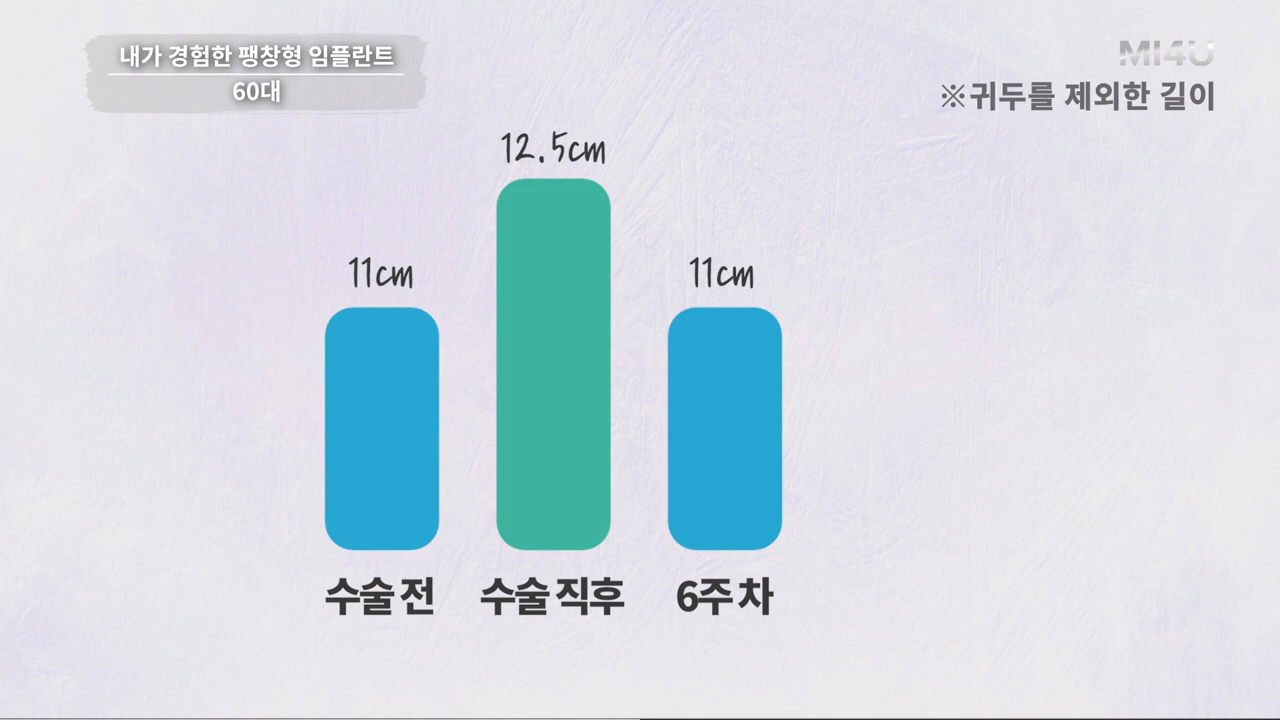 내가 경험한 팽창형 임플란트
60대
MI4U
※귀두를 제외한 길이
12.5cm
11cm
11cm
수술 전
수술 직후
6주 차